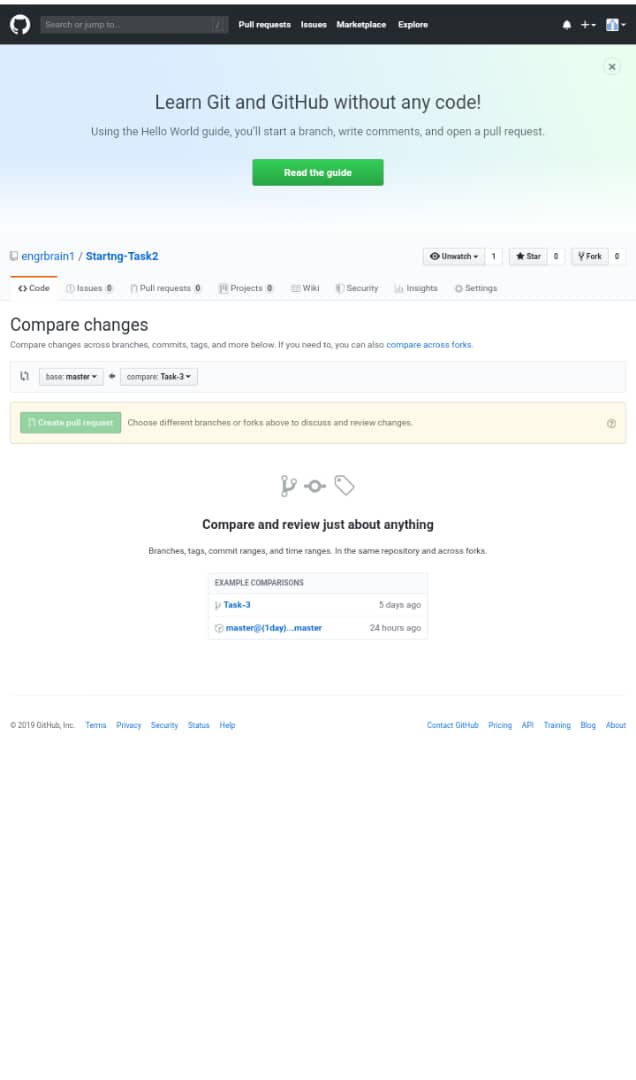 Search or jump to... /
Pull requests Issues Marketplace Explore
Learn Git and GitHub without any code!
Using the Hello World guide, you'll start a branch, write comments, and open a pull request.
Read the guide
engrbrain1 / Startng-Task2
Unwatch 1 Star 0 Fork 0
Code Issues 0 Pull requests 0 Projects 0 Wiki Security Insights Settings
Compare changes
Compare changes across branches, commits, tags, and more below. If you need to, you can also compare across forks.
base: master compare: Task-3
Create pull request Choose different branches or forks above to discuss and review changes.
Compare and review just about anything
Branches, tags, commit ranges, and time ranges. In the same repository and across forks.
EXAMPLE COMPARISONS
Task-3 5 days ago
master@{1day}...master 24 hours ago
© 2019 GitHub, Inc. Terms Privacy Security Status Help Contact GitHub Pricing API Training Blog About